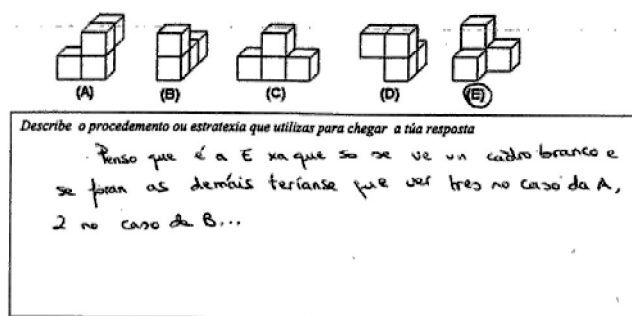 (A) (B) (C) (D) (E)
Describe o procedemento ou estratexia que utilizas para chegar a túa resposta
Penso que é a E xa que so se ve un cadro branco e
se foran as demáis teríanse que ver tres no caso da A,
2 no caso da B...